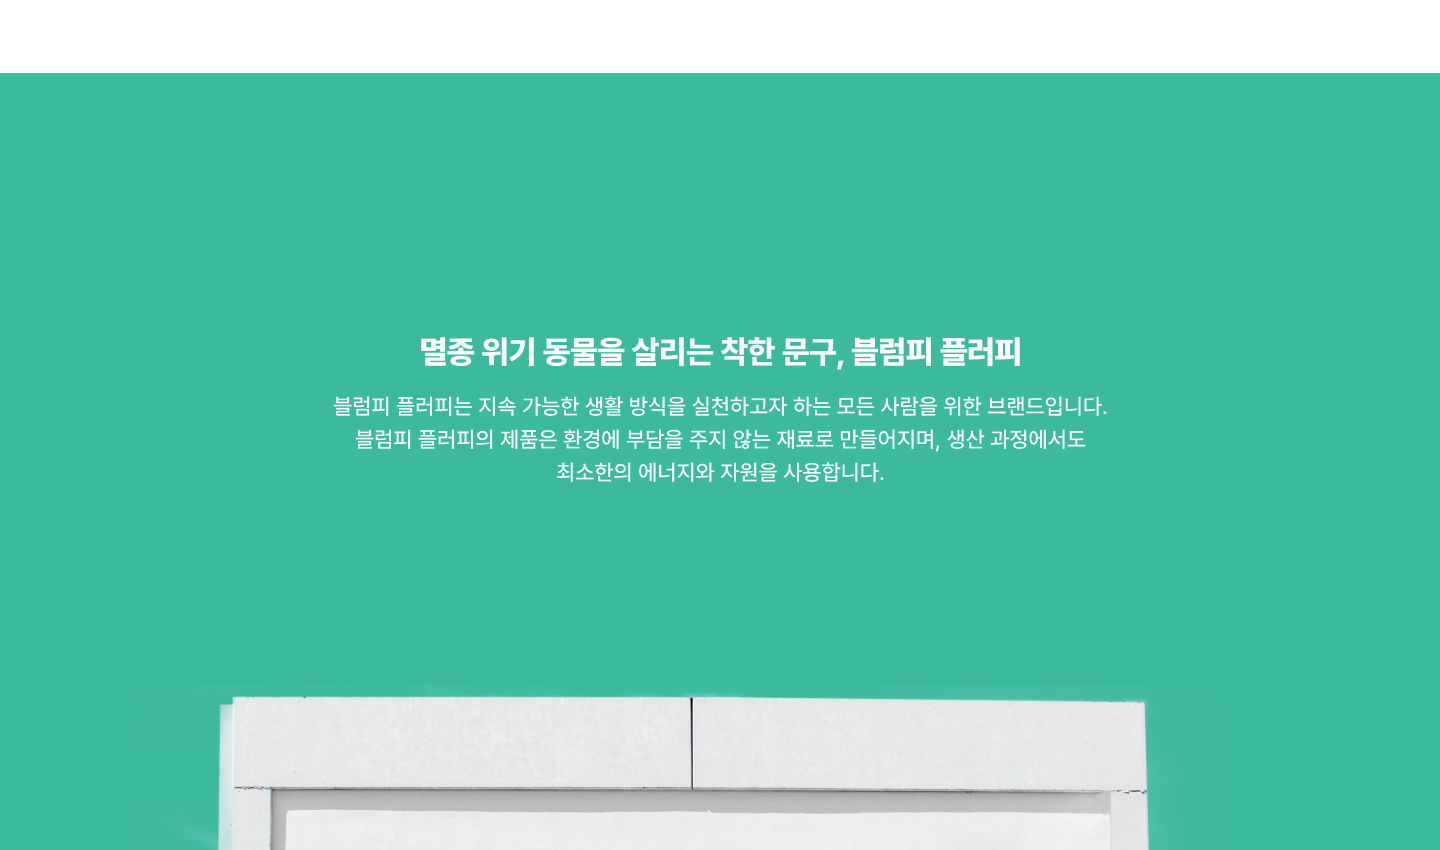 멸종 위기 동물을 살리는 착한 문구, 블럼피 플러피
블럼피 플러피는 지속 가능한 생활 방식을 실천하고자 하는 모든 사람을 위한 브랜드입니다.
블럼피 플러피의 제품은 환경에 부담을 주지 않는 재료로 만들어지며, 생산 과정에서도
최소한의 에너지와 자원을 사용합니다.